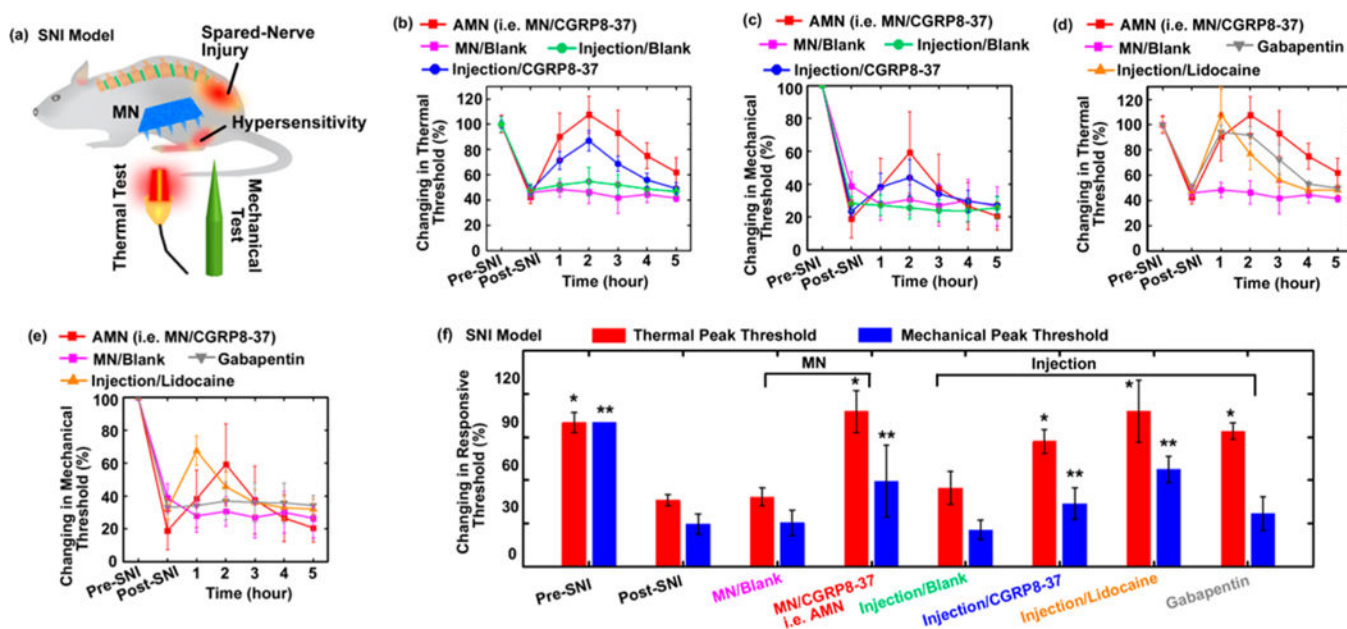 (a) SNI Model
Spared-Nerve
Injury
MN
Hypersensitivity
Thermal Test
Mechanical
Test
(b)
AMN (i.e. MN/CGRP8-37)
MN/Blank Injection/Blank
Injection/CGRP8-37
Changing in Thermal
Threshold (%)
120
100
80
60
40
20
0
Pre-SNI Post-SNI 1 2 3 4 5
Time (hour)
(c)
AMN (i.e. MN/CGRP8-37)
MN/Blank Injection/Blank
Injection/CGRP8-37
Changing in Mechanical
Threshold (%)
100
80
60
40
20
0
Pre-SNI Post-SNI 1 2 3 4 5
Time (hour)
(d)
AMN (i.e. MN/CGRP8-37)
MN/Blank Gabapentin
Injection/Lidocaine
Changing in Thermal
Threshold (%)
120
100
80
60
40
20
0
Pre-SNI Post-SNI 1 2 3 4 5
Time (hour)
(e)
AMN (i.e. MN/CGRP8-37)
MN/Blank Gabapentin
Injection/Lidocaine
Changing in Mechanical
Threshold (%)
100
80
60
40
20
0
Pre-SNI Post-SNI 1 2 3 4 5
Time (hour)
(f) SNI Model Thermal Peak Threshold Mechanical Peak Threshold
MN Injection
Changing in Responsive
Threshold (%)
120
90
60
30
0
* ** * ** * ** * ** *
Pre-SNI
Post-SNI
MN/Blank
MN/CGRP8-37
i.e. AMN
Injection/Blank
Injection/CGRP8-37
Injection/Lidocaine
Gabapentin